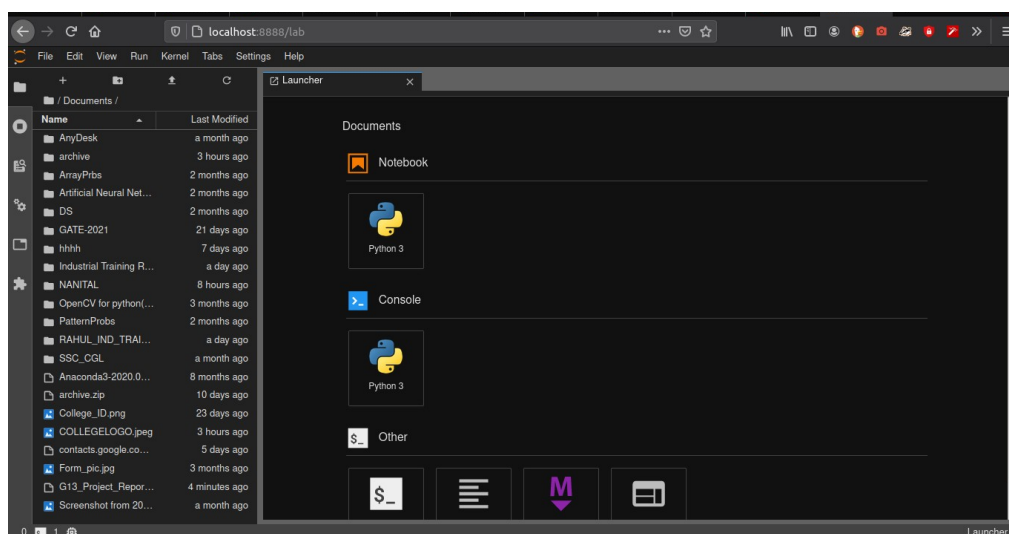 localhost:8888/lab
File Edit View Run Kernel Tabs Settings Help
Launcher
/ Documents /
Name Last Modified
AnyDesk a month ago
archive 3 hours ago
ArrayPrbs 2 months ago
Artificial Neural Net... 2 months ago
DS 2 months ago
GATE-2021 21 days ago
hhhh 7 days ago
Industrial Training R... a day ago
NANITAL 8 hours ago
OpenCV for python(... 3 months ago
PatternProbs 2 months ago
RAHUL_IND_TRAI... a day ago
SSC_CGL a month ago
Anaconda3-2020.0... 8 months ago
archive.zip 10 days ago
College_ID.png 23 days ago
COLLEGELOGO.jpeg 3 hours ago
contacts.google.co... 5 days ago
Form_pic.jpg 3 months ago
G13_Project_Repor... 4 minutes ago
Screenshot from 20... a month ago
Documents
Notebook
Python 3
>_ Console
Python 3
$_ Other
$_ M
0 $_ 1 Launcher